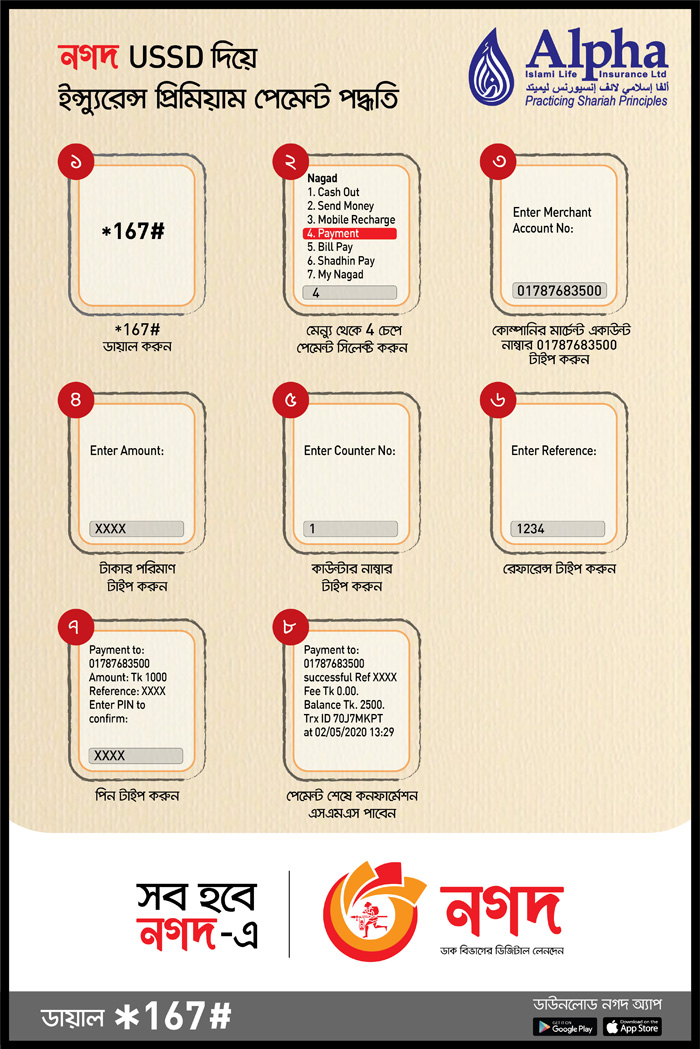 নগদ USSD দিয়ে
ইন্স্যুরেন্স প্রিমিয়াম পেমেন্ট পদ্ধতি
Alpha
Islami Life Insurance Ltd
ألفا إسلامي لائف إنسيورنس ليميتد
Practicing Shariah Principles
১
*167#
*167#
ডায়াল করুন
২
Nagad
1. Cash Out
2. Send Money
3. Mobile Recharge
4. Payment
5. Bill Pay
6. Shadhin Pay
7. My Nagad
4
মেন্যু থেকে 4 চেপে
পেমেন্ট সিলেক্ট করুন
৩
Enter Merchant
Account No:
01787683500
কোম্পানির মার্চেন্ট একাউন্ট
নাম্বার 01787683500
টাইপ করুন
৪
Enter Amount:
XXXX
টাকার পরিমাণ
টাইপ করুন
৫
Enter Counter No:
1
কাউন্টার নাম্বার
টাইপ করুন
৬
Enter Reference:
1234
রেফারেন্স টাইপ করুন
৭
Payment to:
01787683500
Amount: Tk 1000
Reference: XXXX
Enter PIN to
confirm:
XXXX
পিন টাইপ করুন
৮
Payment to:
01787683500
successful Ref XXXX
Fee Tk 0.00.
Balance Tk. 2500.
Trx ID 70J7MKPT
at 02/05/2020 13:29
পেমেন্ট শেষে কনফার্মেশন
এসএমএস পাবেন
সব হবে
নগদ-এ
নগদ
ডাক বিভাগের ডিজিটাল লেনদেন
ডায়াল *167#
ডাউনলোড নগদ অ্যাপ
GET IT ON
Google Play
Download on the
App Store